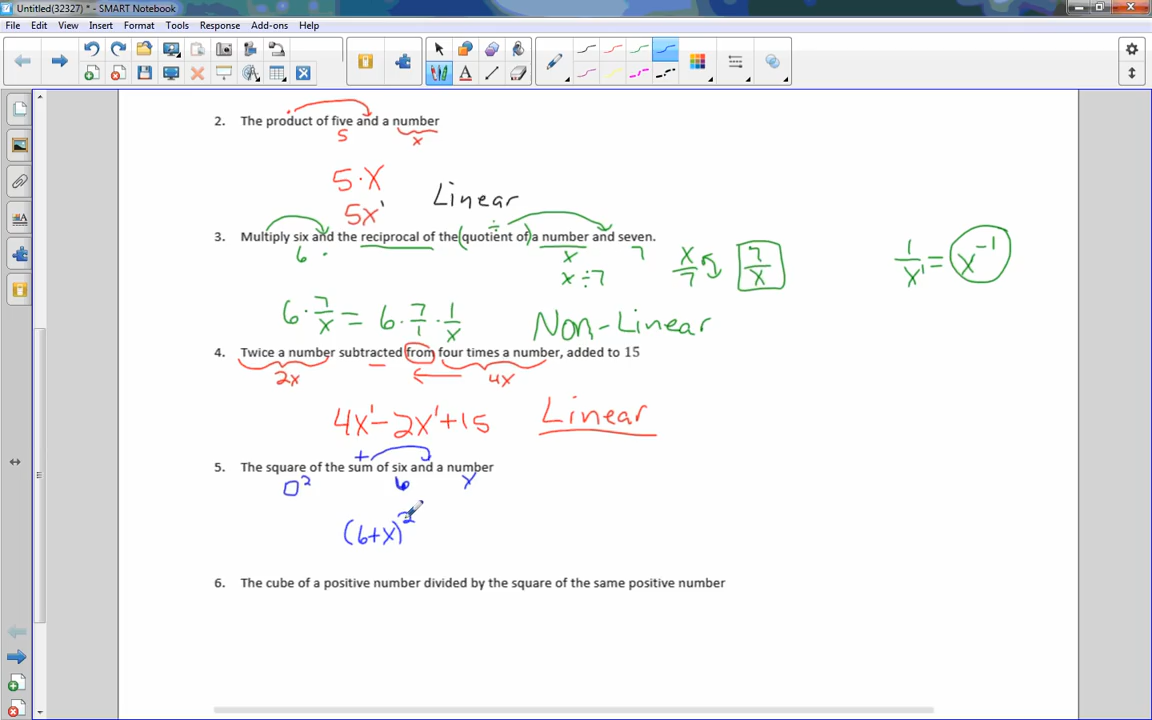 Untitled(32327) * - SMART Notebook
File Edit View Insert Format Tools Response Add-ons Help
2. The product of five and a number
5 x
5·x
5x¹ Linear
3. Multiply six and the reciprocal of the (quotient of) a number and seven.
÷
6 · x 7
x ÷ 7
x/7 7/x
1/x¹ = x⁻¹
6 · 7/x = 6 · 7/1 · 1/x Non-Linear
4. Twice a number subtracted from four times a number, added to 15
2x − 4x
4x¹ − 2x¹ + 15 Linear
+
5. The square of the sum of six and a number
□² 6 x
(6+x)²
6. The cube of a positive number divided by the square of the same positive number